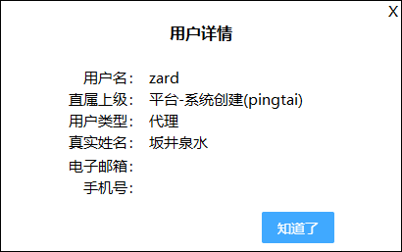 X
用户详情
用户名： zard
直属上级： 平台-系统创建(pingtai)
用户类型： 代理
真实姓名： 坂井泉水
电子邮箱：
手机号：
知道了